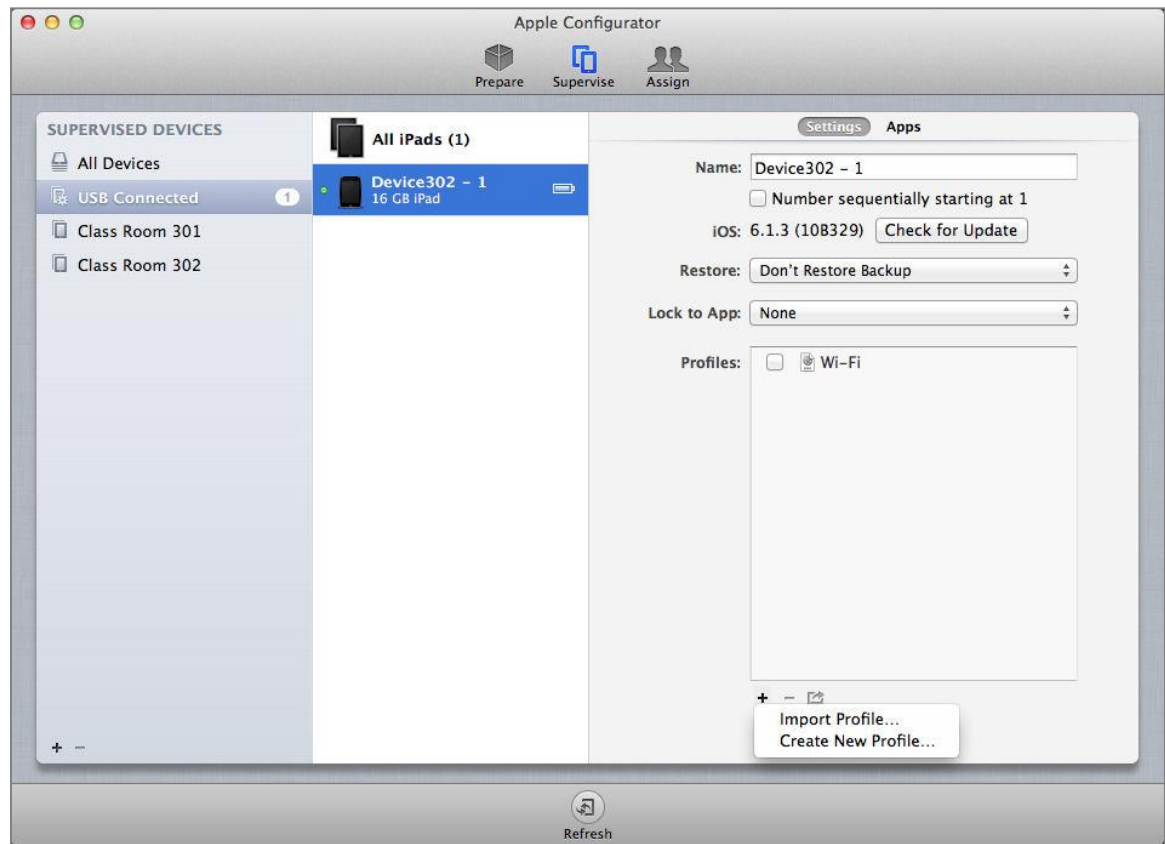 Apple Configurator
Prepare Supervise Assign
SUPERVISED DEVICES
All Devices
USB Connected 1
Class Room 301
Class Room 302
+ −
All iPads (1)
Device302 – 1
16 GB iPad
Settings Apps
Name: Device302 – 1
Number sequentially starting at 1
iOS: 6.1.3 (10B329) Check for Update
Restore: Don't Restore Backup
Lock to App: None
Profiles: Wi-Fi
+ −
Import Profile...
Create New Profile...
Refresh